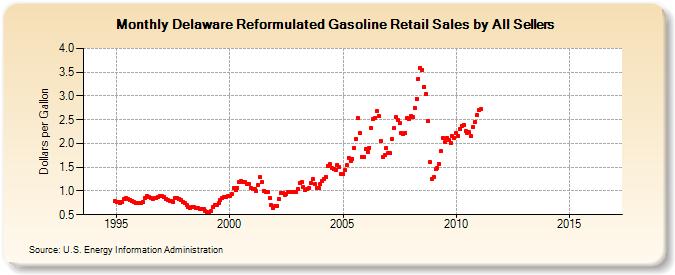 Monthly Delaware Reformulated Gasoline Retail Sales by All Sellers
Dollars per Gallon
4.0
3.5
3.0
2.5
2.0
1.5
1.0
0.5
1995 2000 2005 2010 2015
Source: U.S. Energy Information Administration